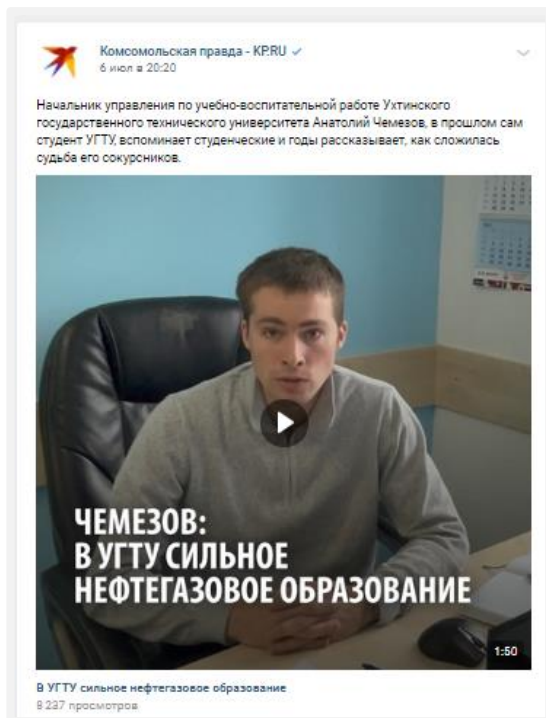 Комсомольская правда - KP.RU
6 июл в 20:20
Начальник управления по учебно-воспитательной работе Ухтинского
государственного технического университета Анатолий Чемезов, в прошлом сам
студент УГТУ, вспоминает студенческие и годы рассказывает, как сложилась
судьба его сокурсников.
ЧЕМЕЗОВ:
В УГТУ СИЛЬНОЕ
НЕФТЕГАЗОВОЕ ОБРАЗОВАНИЕ
1:50
В УГТУ сильное нефтегазовое образование
8 237 просмотров